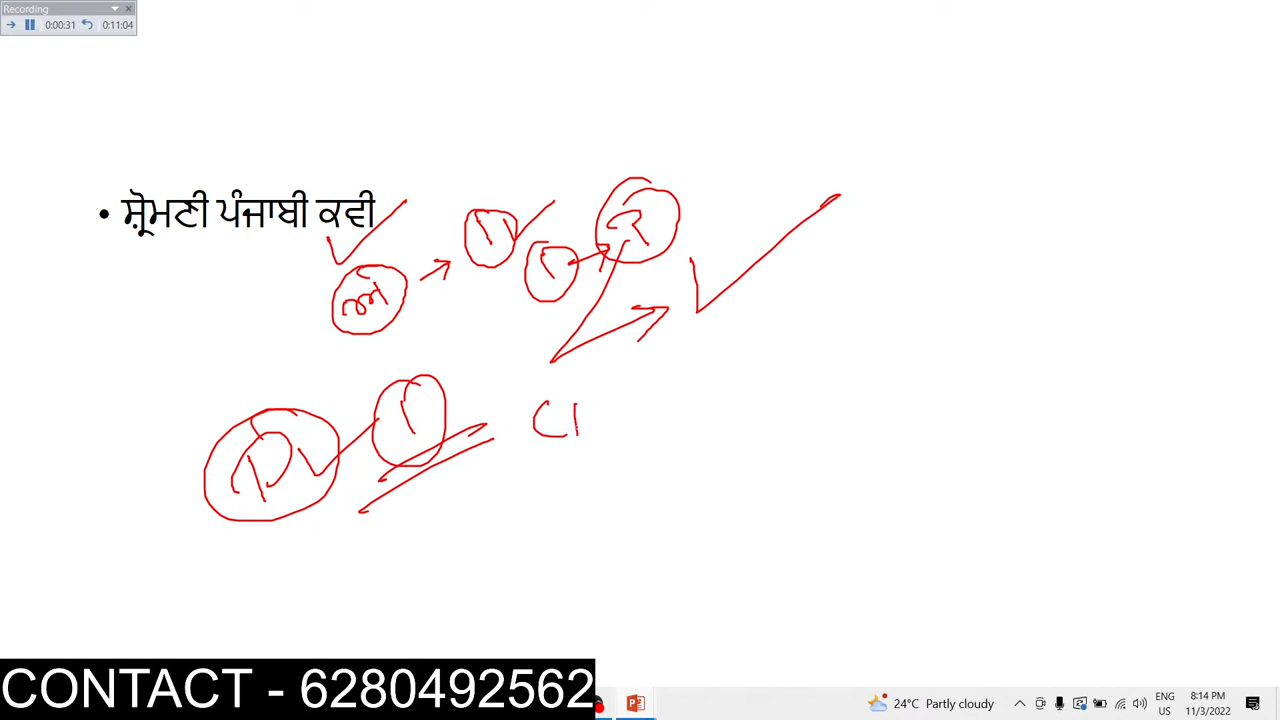 Recording
0:00:31 0:11:04
• ਸ਼੍ਰੋਮਣੀ ਪੰਜਾਬੀ ਕਵੀ
CONTACT - 6280492562
24°C Partly cloudy
ENG
US
8:14 PM
11/3/2022